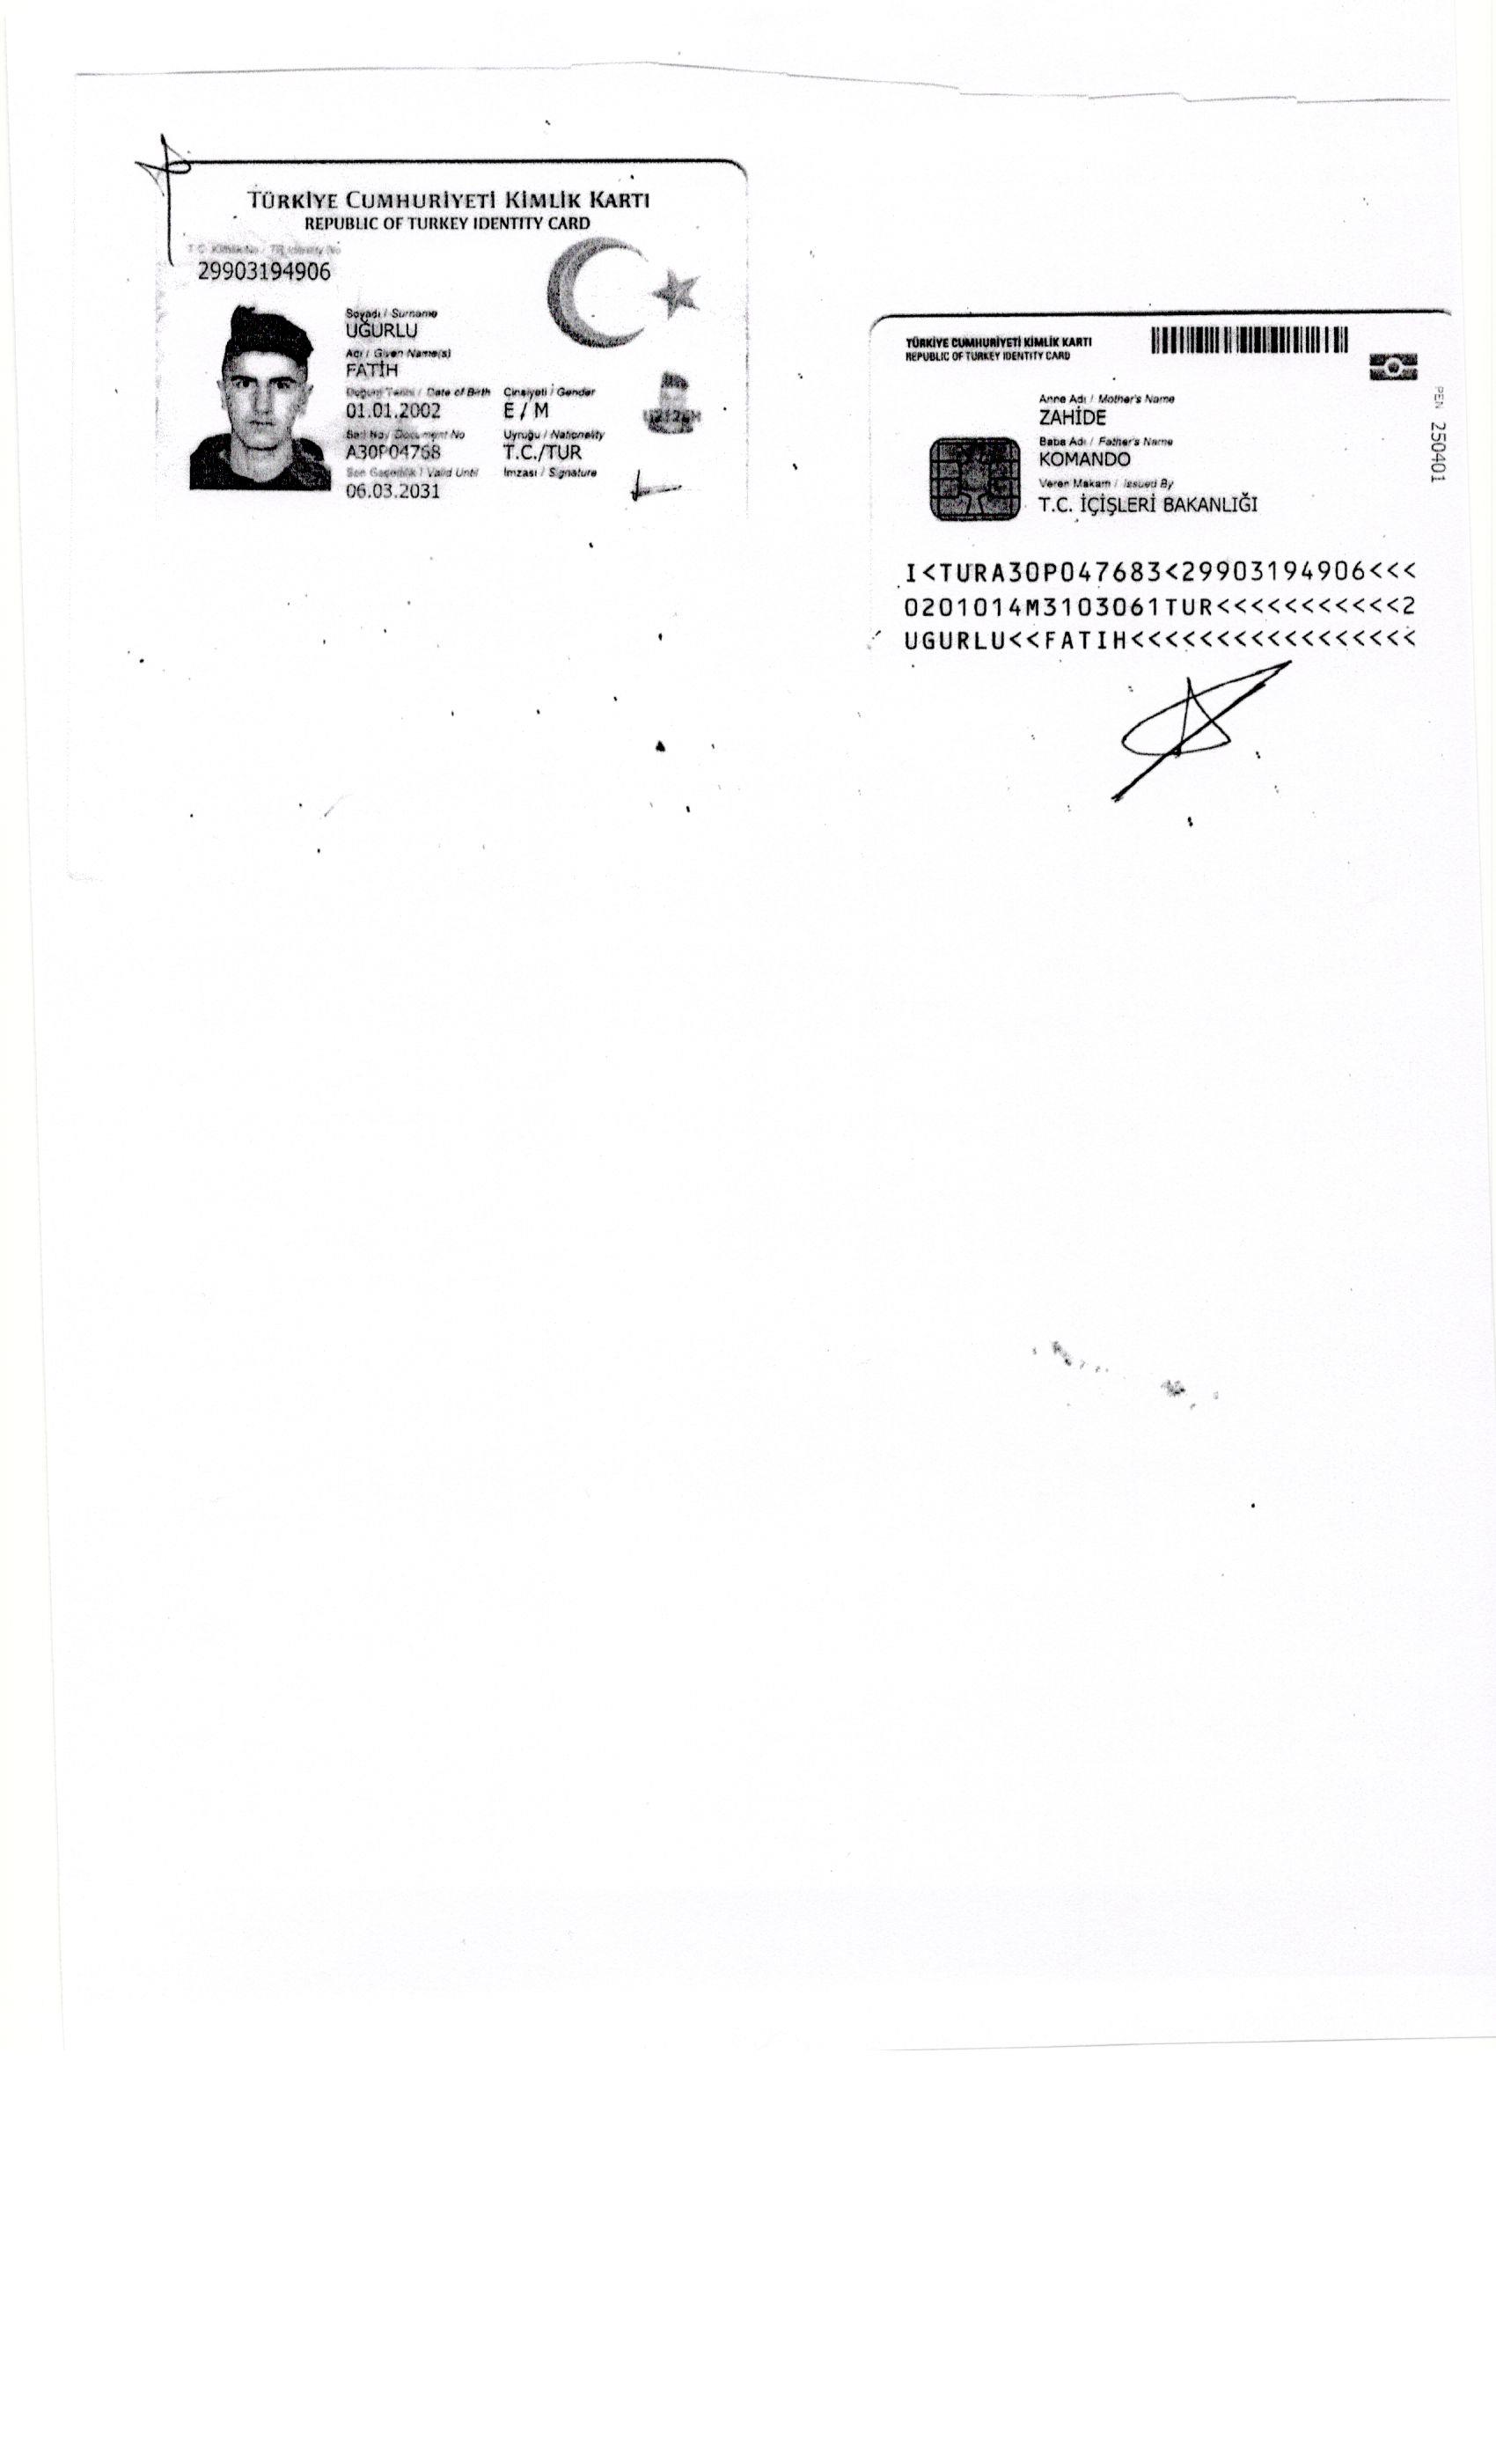 TÜRKİYE CUMHURİYETİ KİMLİK KARTI
REPUBLIC OF TURKEY IDENTITY CARD
T.C. Kimlik No / TR Identity No
29903194906
Soyadı / Surname
UĞURLU
Adı / Given Name(s)
FATİH
Doğum Tarihi / Date of Birth Cinsiyeti / Gender
01.01.2002 E / M
Seri No / Document No Uyruğu / Nationality
A30P04768 T.C./TUR
Son Geçerlilik / Valid Until İmzası / Signature
06.03.2031
TÜRKİYE CUMHURİYETİ KİMLİK KARTI
REPUBLIC OF TURKEY IDENTITY CARD
Anne Adı / Mother's Name
ZAHİDE
Baba Adı / Father's Name
KOMANDO
Veren Makam / Issued By
T.C. İÇİŞLERİ BAKANLIĞI
PEN 250401
I<TURA30P047683<29903194906<<<
0201014M3103061TUR<<<<<<<<<<<2
UGURLU<<FATIH<<<<<<<<<<<<<<<<<